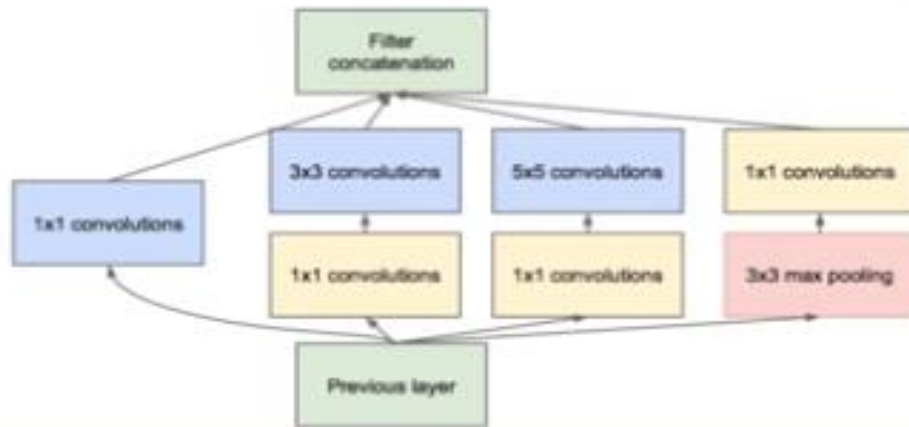 Filter
concatenation
3x3 convolutions
5x5 convolutions
1x1 convolutions
1x1 convolutions
1x1 convolutions
1x1 convolutions
3x3 max pooling
Previous layer